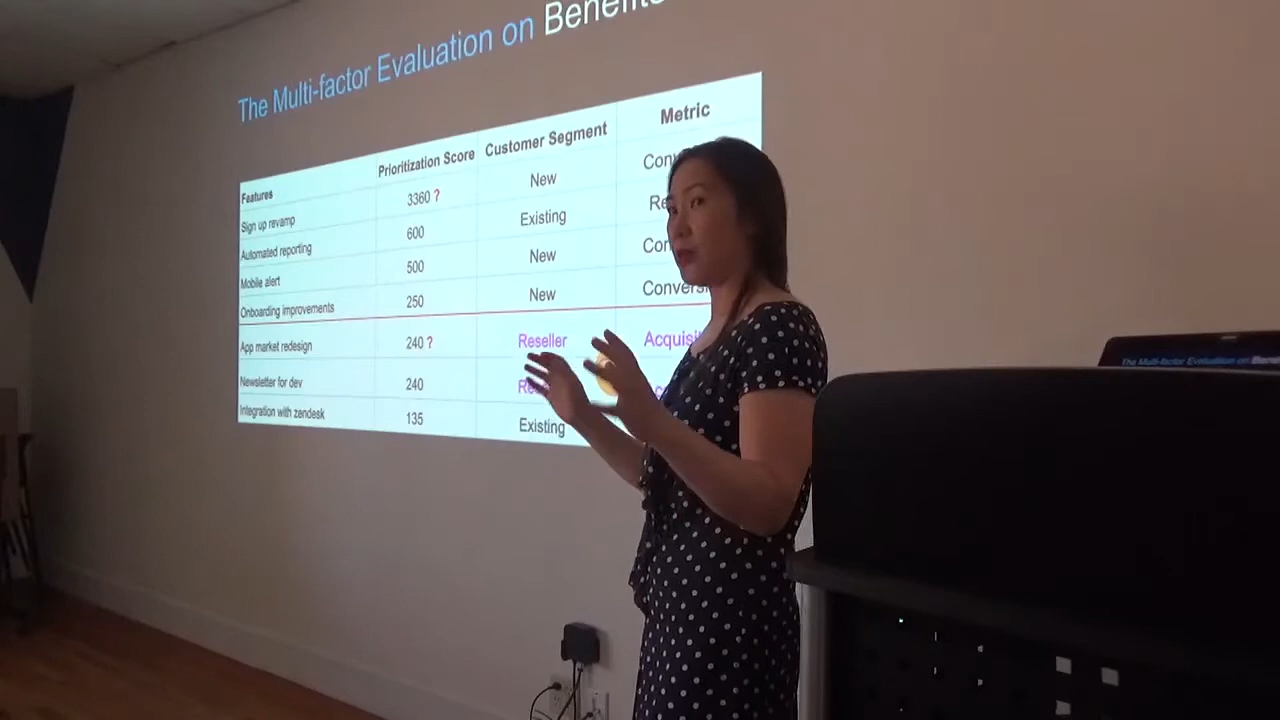 The Multi-factor Evaluation on Benefits
Features Prioritization Score Customer Segment Metric
Sign up revamp 3360 ? New
Automated reporting 600 Existing
Mobile alert 500 New
Onboarding improvements 250 New
App market redesign 240 ? Reseller
Newsletter for dev 240
Integration with zendesk 135 Existing
The Multi-factor Evaluation on